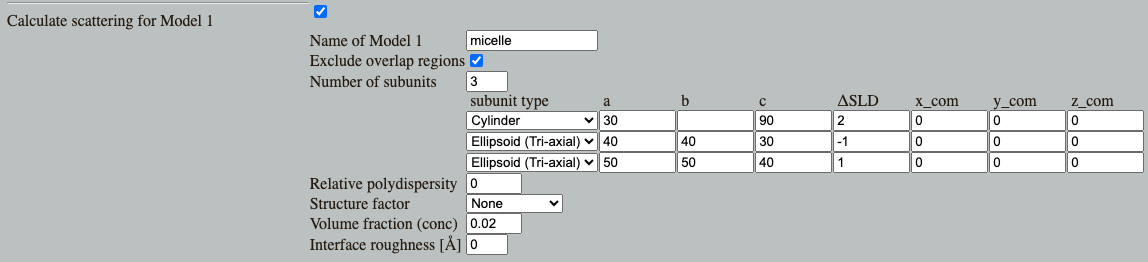 Calculate scattering for Model 1
Name of Model 1 micelle
Exclude overlap regions
Number of subunits 3
subunit type a b c ΔSLD x_com y_com z_com
Cylinder 30 90 2 0 0 0
Ellipsoid (Tri-axial) 40 40 30 -1 0 0 0
Ellipsoid (Tri-axial) 50 50 40 1 0 0 0
Relative polydispersity 0
Structure factor None
Volume fraction (conc) 0.02
Interface roughness [Å] 0